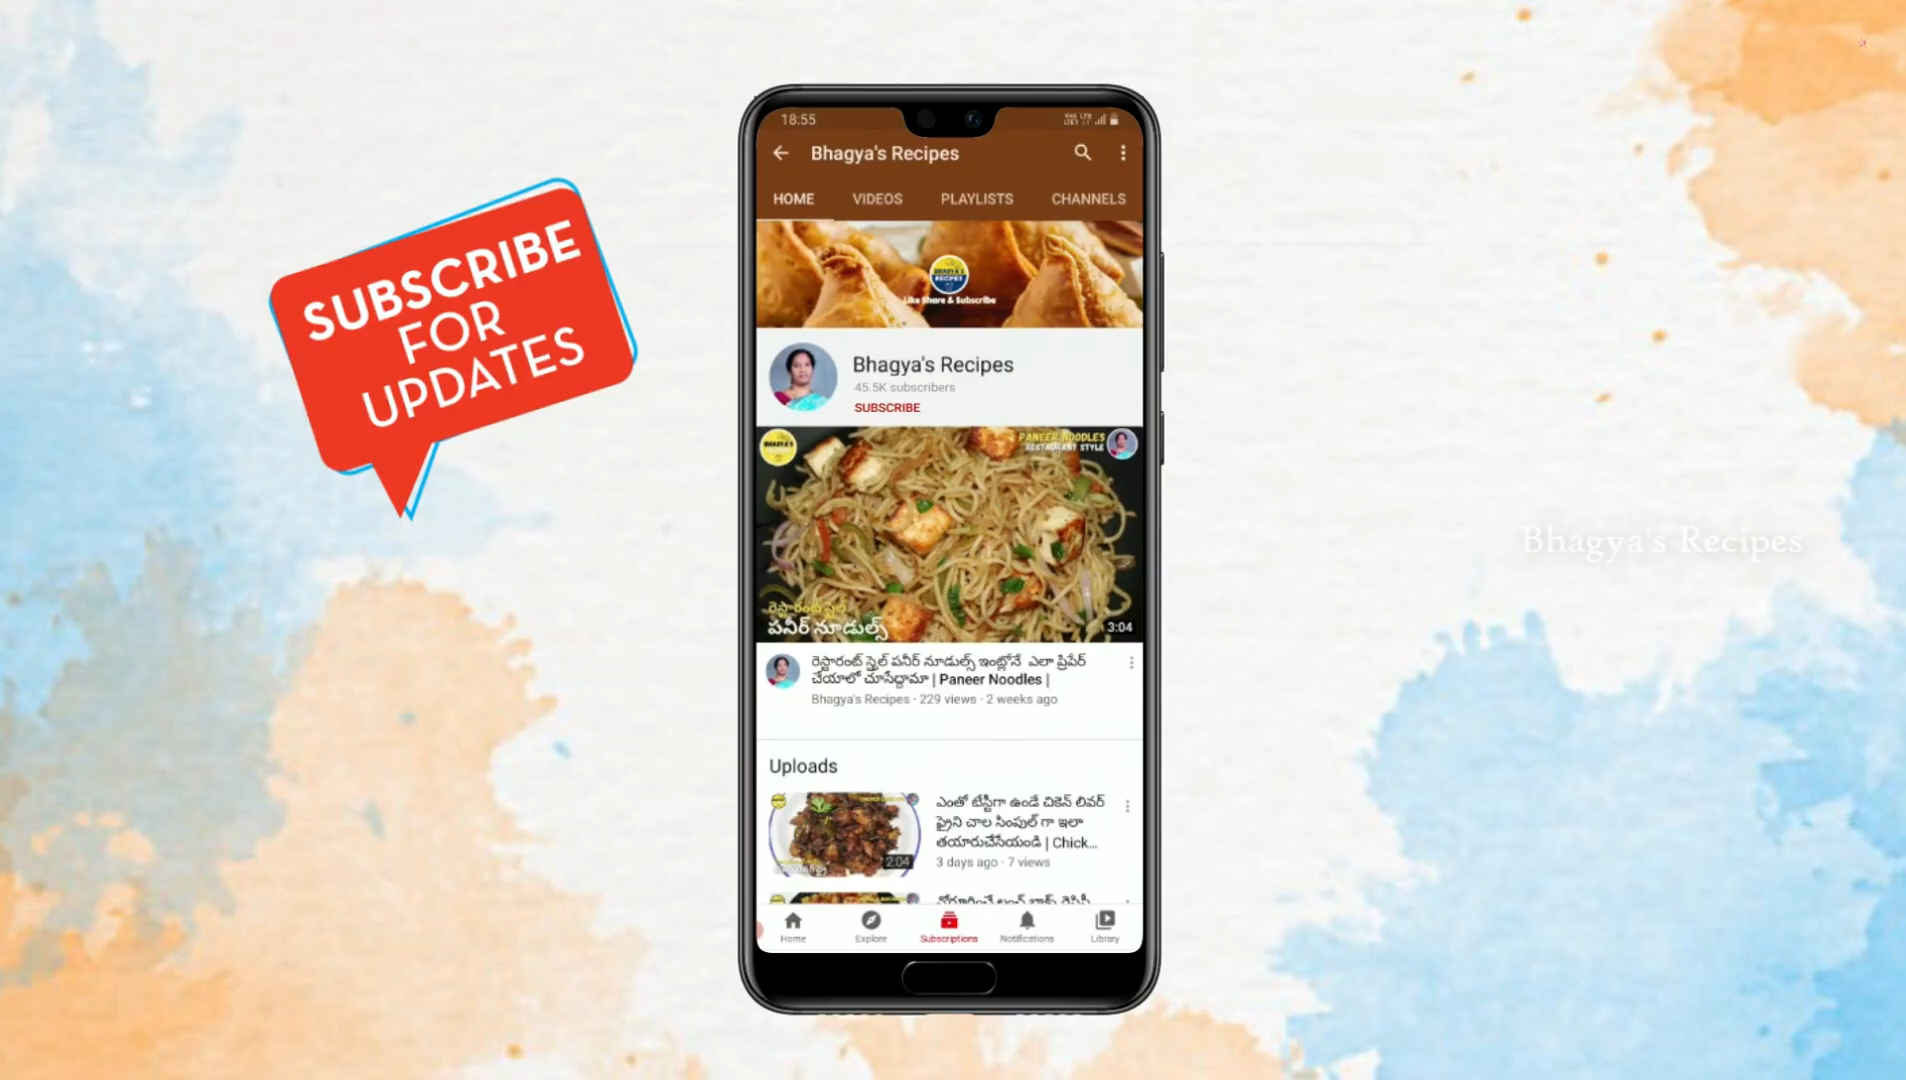 SUBSCRIBE
FOR
UPDATES
18:55
Bhagya's Recipes
HOME VIDEOS PLAYLISTS CHANNELS
BHAGYA'S
RECIPES
Like Share & Subscribe
Bhagya's Recipes
45.5K subscribers
SUBSCRIBE
PANEER NOODLES
RESTAURANT STYLE
రెస్టారంట్ స్టైల్
పనీర్ నూడుల్స్
3:04
రెస్టారంట్ స్టైల్ పనీర్ నూడుల్స్ ఇంట్లోనే ఎలా ప్రిపేర్
చేయాలో చూసేద్దామా | Paneer Noodles |
Bhagya's Recipes · 229 views · 2 weeks ago
Uploads
ఎంతో టేస్టీగా ఉండే చికెన్ లివర్
ఫ్రైని చాల సింపుల్ గా ఇలా
తయారుచేసేయండి | Chick...
3 days ago · 7 views
2:04
Home Explore Subscriptions Notifications Library
Bhagya's Recipes